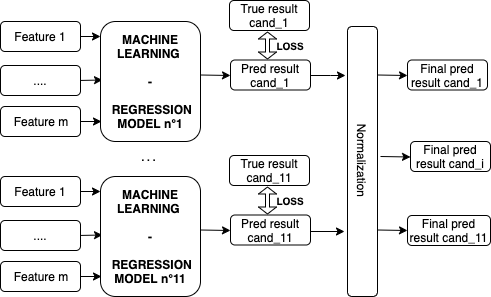 Feature 1
....
Feature m
MACHINE
LEARNING
-
REGRESSION
MODEL n°1
True result
cand_1
LOSS
Pred result
cand_1
...
Feature 1
....
Feature m
MACHINE
LEARNING
-
REGRESSION
MODEL n°11
True result
cand_11
LOSS
Pred result
cand_11
Normalization
Final pred
result cand_1
Final pred
result cand_i
Final pred
result cand_11